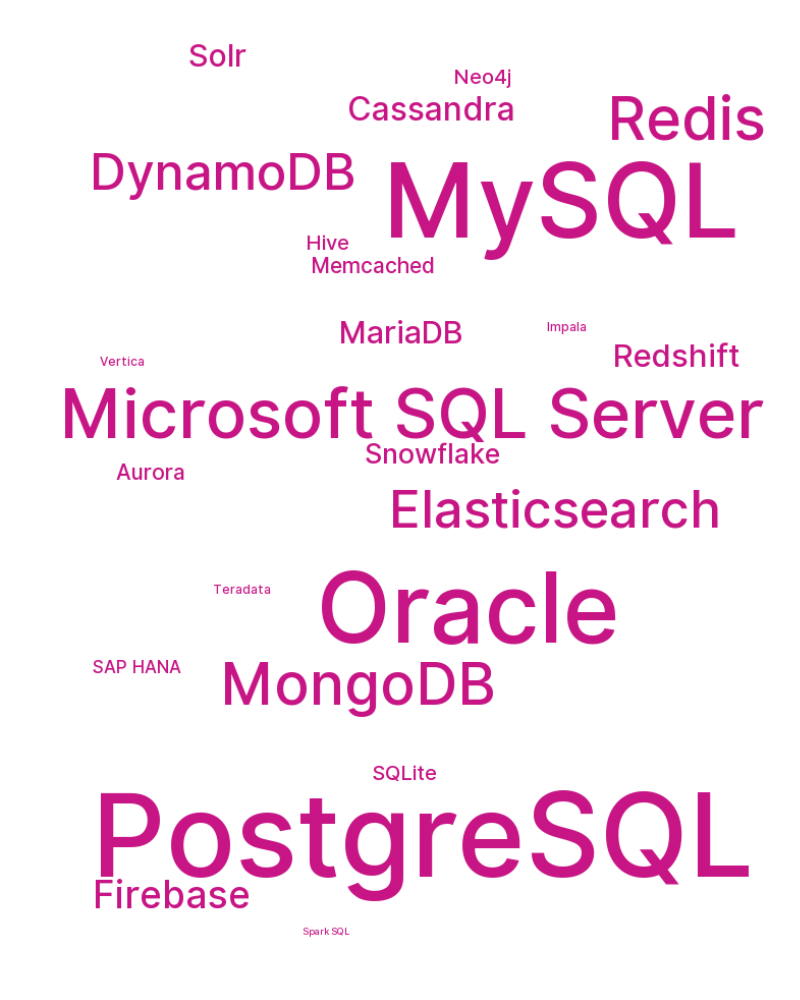 Solr
Neo4j
Cassandra
Redis
DynamoDB
MySQL
Hive
Memcached
MariaDB
Impala
Redshift
Vertica
Microsoft SQL Server
Snowflake
Aurora
Elasticsearch
Teradata
Oracle
SAP HANA
MongoDB
SQLite
PostgreSQL
Firebase
Spark SQL